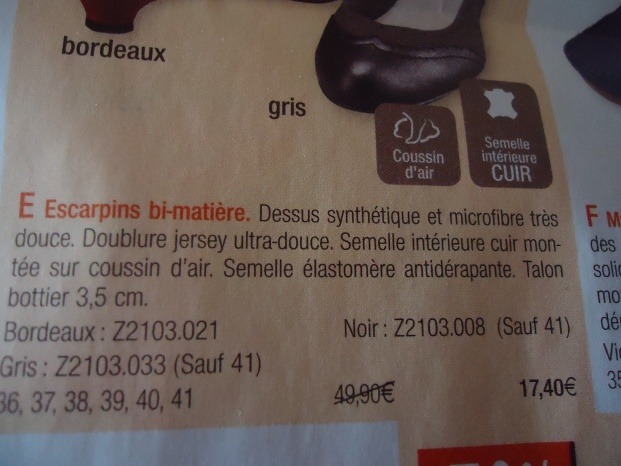 bordeaux
gris
Coussin
d'air
Semelle
intérieure
CUIR
E Escarpins bi-matière. Dessus synthétique et microfibre très
douce. Doublure jersey ultra-douce. Semelle intérieure cuir mon-
tée sur coussin d'air. Semelle élastomère antidérapante. Talon
bottier 3,5 cm.
Bordeaux : Z2103.021 Noir : Z2103.008 (Sauf 41)
Gris : Z2103.033 (Sauf 41)
36, 37, 38, 39, 40, 41 49,90€ 17,40€
F
des